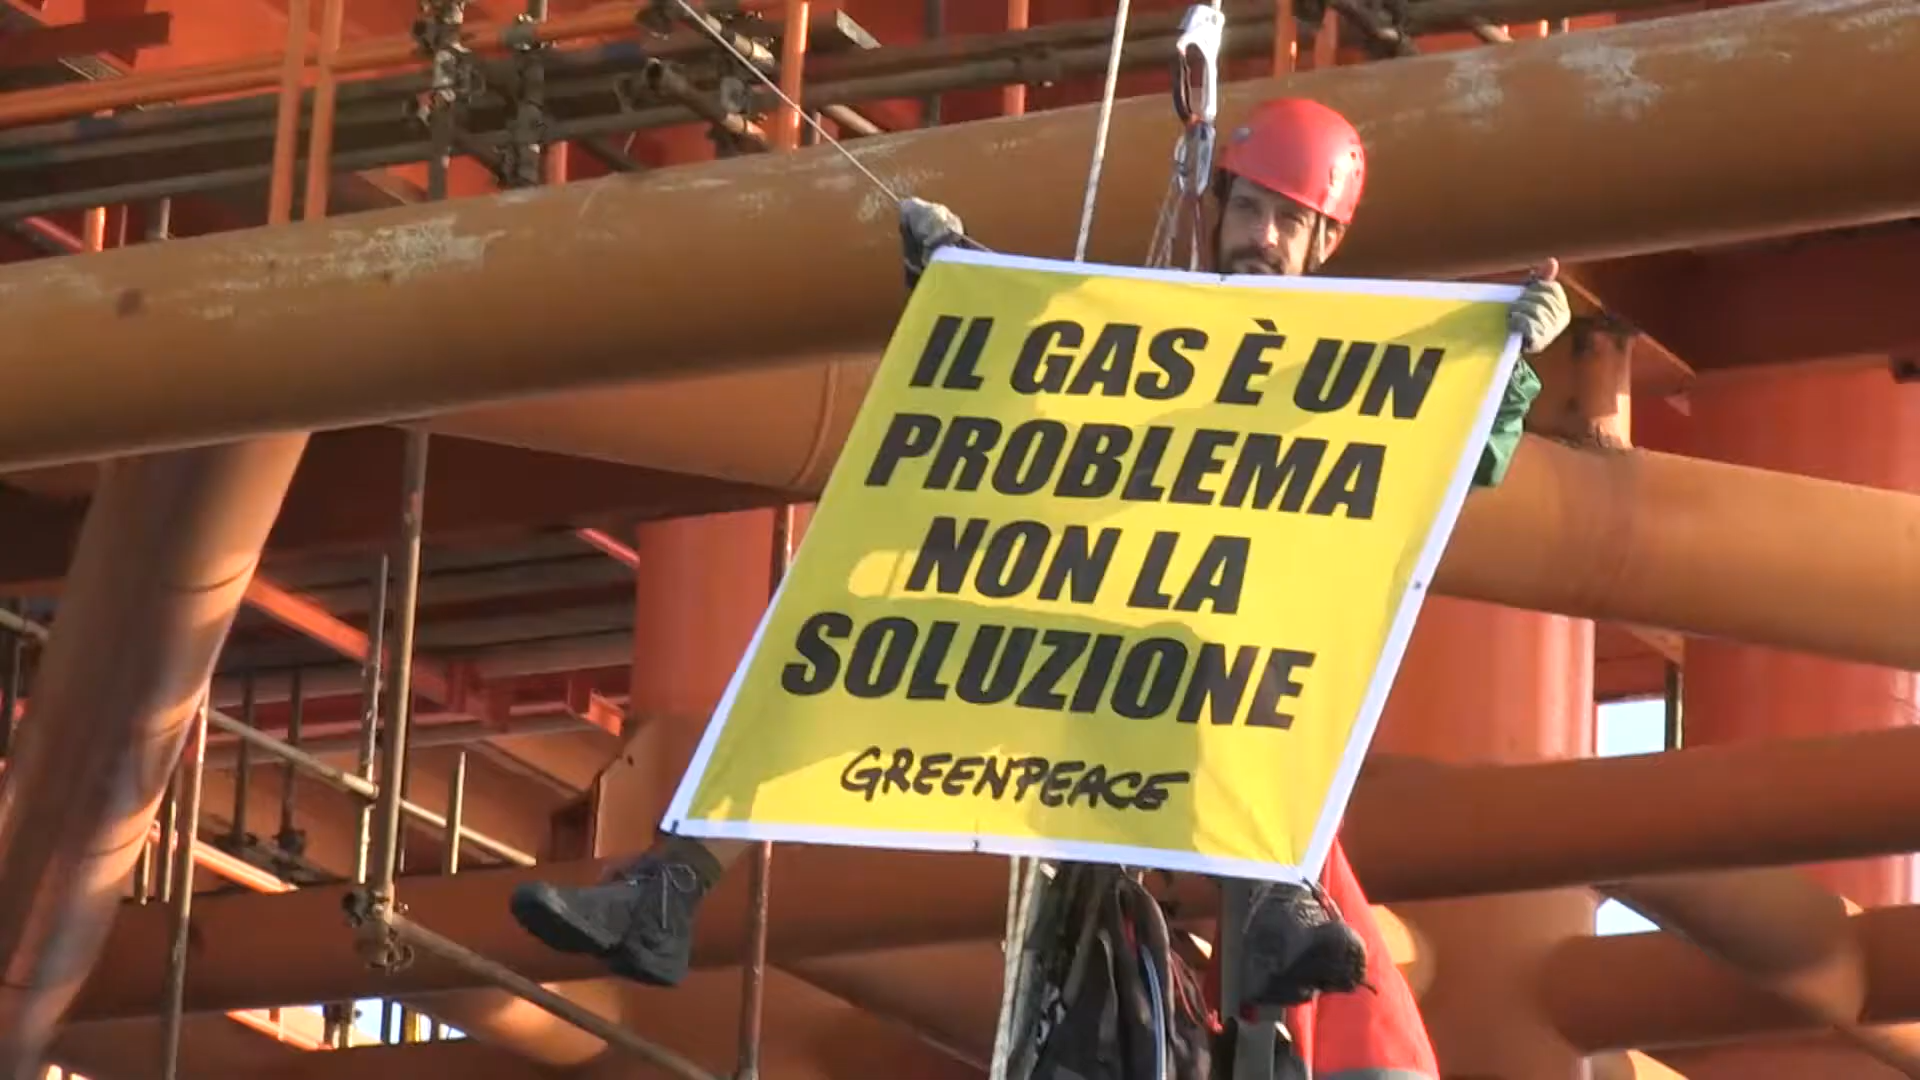 IL GAS È UN
PROBLEMA
NON LA
SOLUZIONE
GREENPEACE